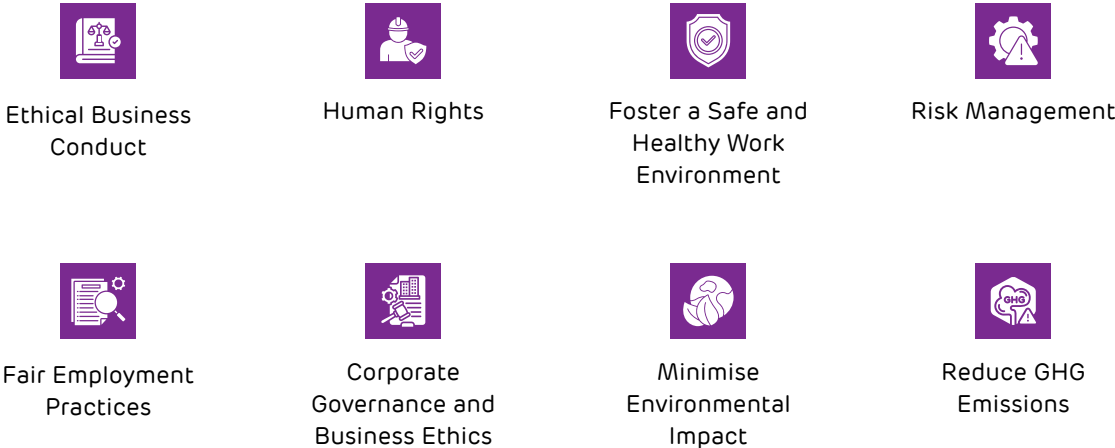 Ethical Business
Conduct
Human Rights
Foster a Safe and
Healthy Work
Environment
Risk Management
Fair Employment
Practices
Corporate
Governance and
Business Ethics
Minimise
Environmental
Impact
GHG
Reduce GHG
Emissions